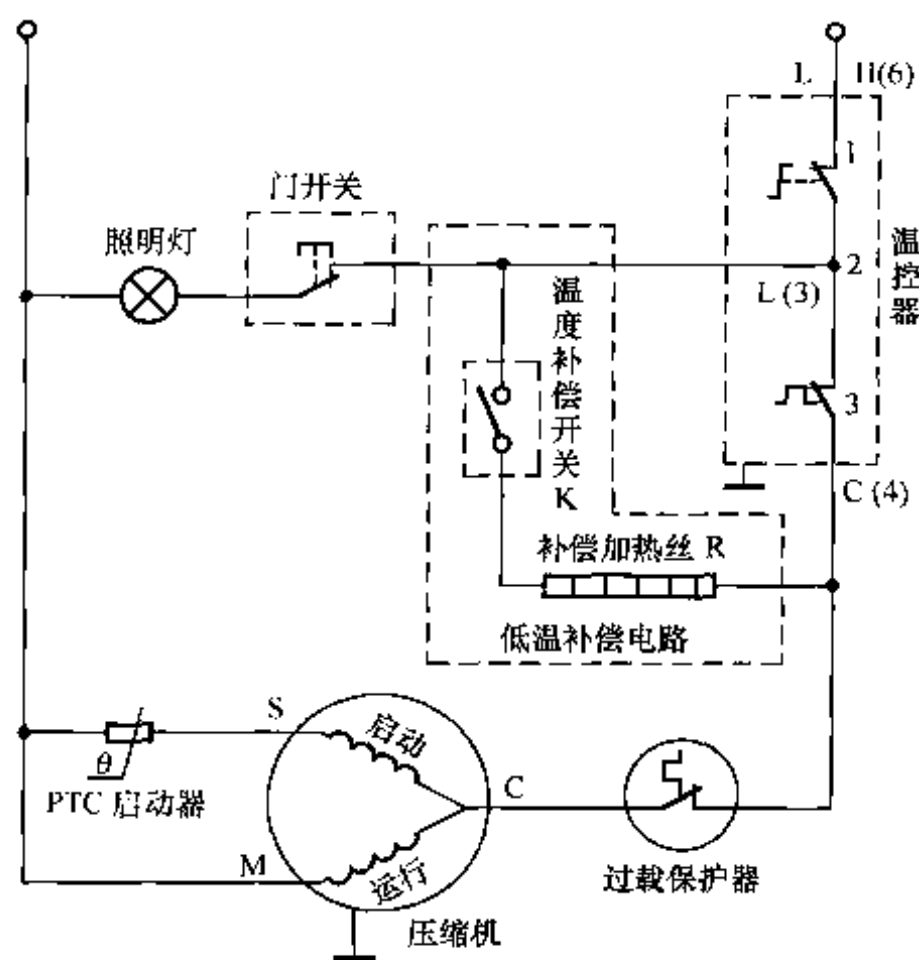 L H(6)
1
门开关
照明灯
温控器
2
L (3)
温度补偿开关 K
3
C (4)
补偿加热丝 R
低温补偿电路
S
启动
θ
PTC 启动器
C
M
运行
过载保护器
压缩机